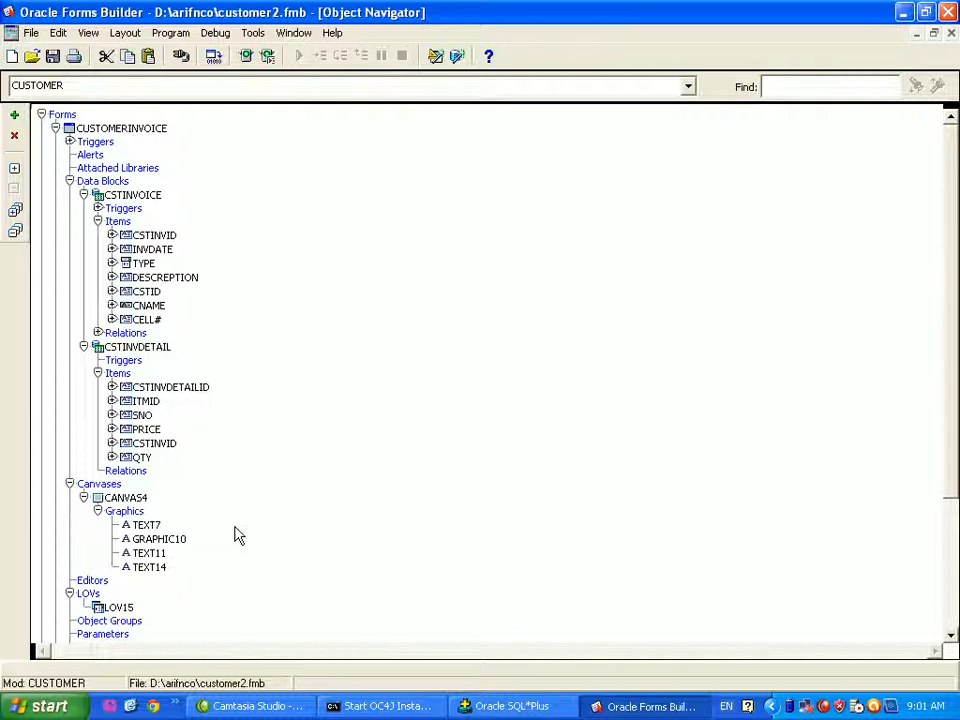 Oracle Forms Builder - D:\arifnco\customer2.fmb - [Object Navigator]
File Edit View Layout Program Debug Tools Window Help
CUSTOMER Find:
Forms
CUSTOMERINVOICE
Triggers
Alerts
Attached Libraries
Data Blocks
CSTINVOICE
Triggers
Items
CSTINVID
INVDATE
TYPE
DESCREPTION
CSTID
CNAME
CELL#
Relations
CSTINVDETAIL
Triggers
Items
CSTINVDETAILID
ITMID
SNO
PRICE
CSTINVID
QTY
Relations
Canvases
CANVAS4
Graphics
TEXT7
GRAPHIC10
TEXT11
TEXT14
Editors
LOVs
LOV15
Object Groups
Parameters
Mod: CUSTOMER File: D:\arifnco\customer2.fmb
start Camtasia Studio -... Start OC4J Insta... Oracle SQL*Plus Oracle Forms Buil... EN 9:01 AM